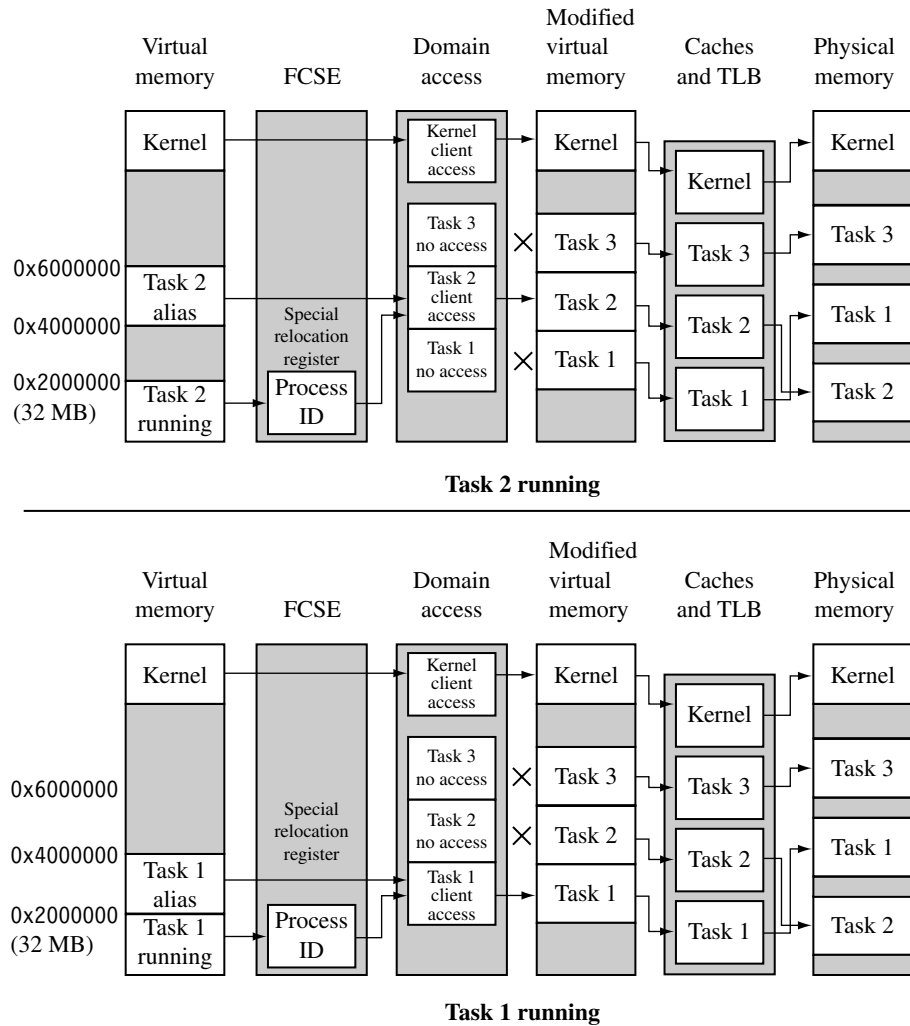 Virtual
memory
FCSE
Domain
access
Modified
virtual
memory
Caches
and TLB
Physical
memory
Kernel
Kernel
client
access
Kernel
Kernel
Kernel
Task 3
no access
Task 3
Task 3
Task 3
0x6000000
Task 2
alias
Task 2
client
access
Task 2
Task 2
Task 1
0x4000000
Special
relocation
register
Task 1
no access
Task 1
Task 1
Task 2
0x2000000
(32 MB)
Task 2
running
Process
ID
Task 2 running
Virtual
memory
FCSE
Domain
access
Modified
virtual
memory
Caches
and TLB
Physical
memory
Kernel
Kernel
client
access
Kernel
Kernel
Kernel
Task 3
no access
Task 3
Task 3
Task 3
0x6000000
Special
relocation
register
Task 2
no access
Task 2
Task 2
Task 1
0x4000000
Task 1
alias
Task 1
client
access
Task 1
Task 1
Task 2
0x2000000
(32 MB)
Task 1
running
Process
ID
Task 1 running